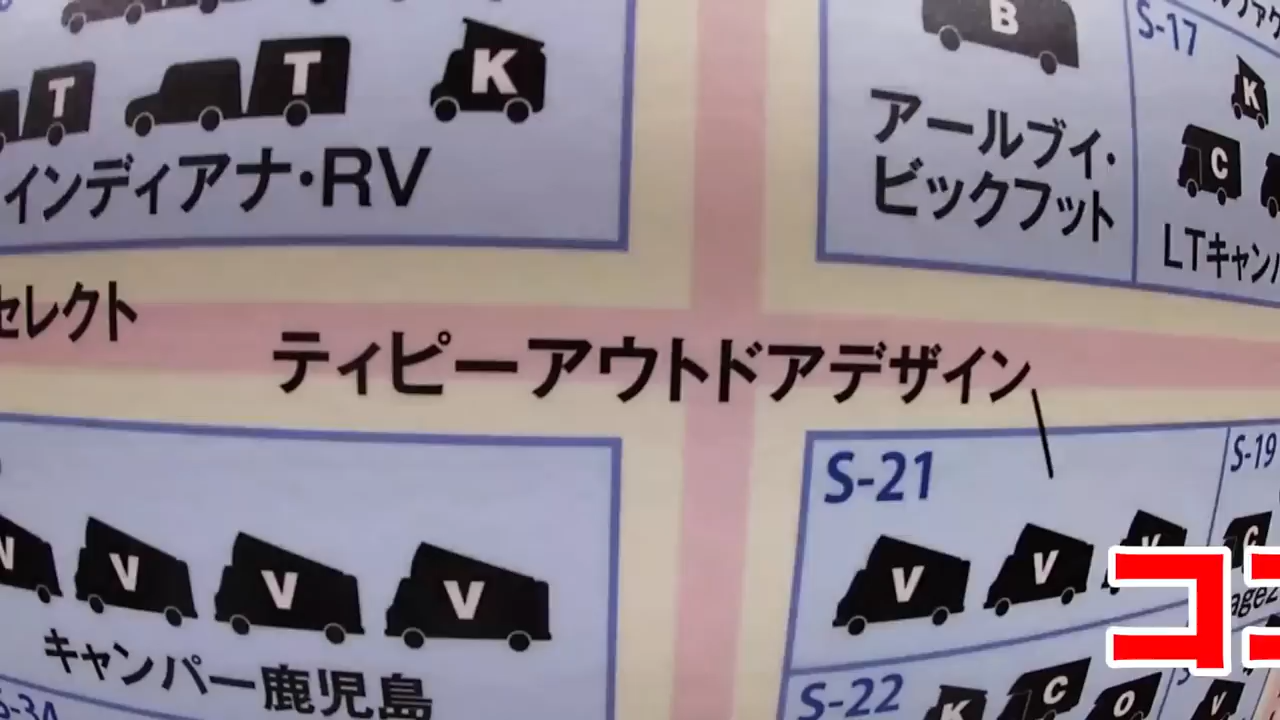 B
S-17
T
T
K
K
C
アールブイ・
ビックフット
インディアナ・RV
LTキャン
セレクト
ティピーアウトドアデザイン
S-21
S-19
V
V
V
V
V
V
C
コ
キャンパー鹿児島
S-22
S-34
K
C
O
V